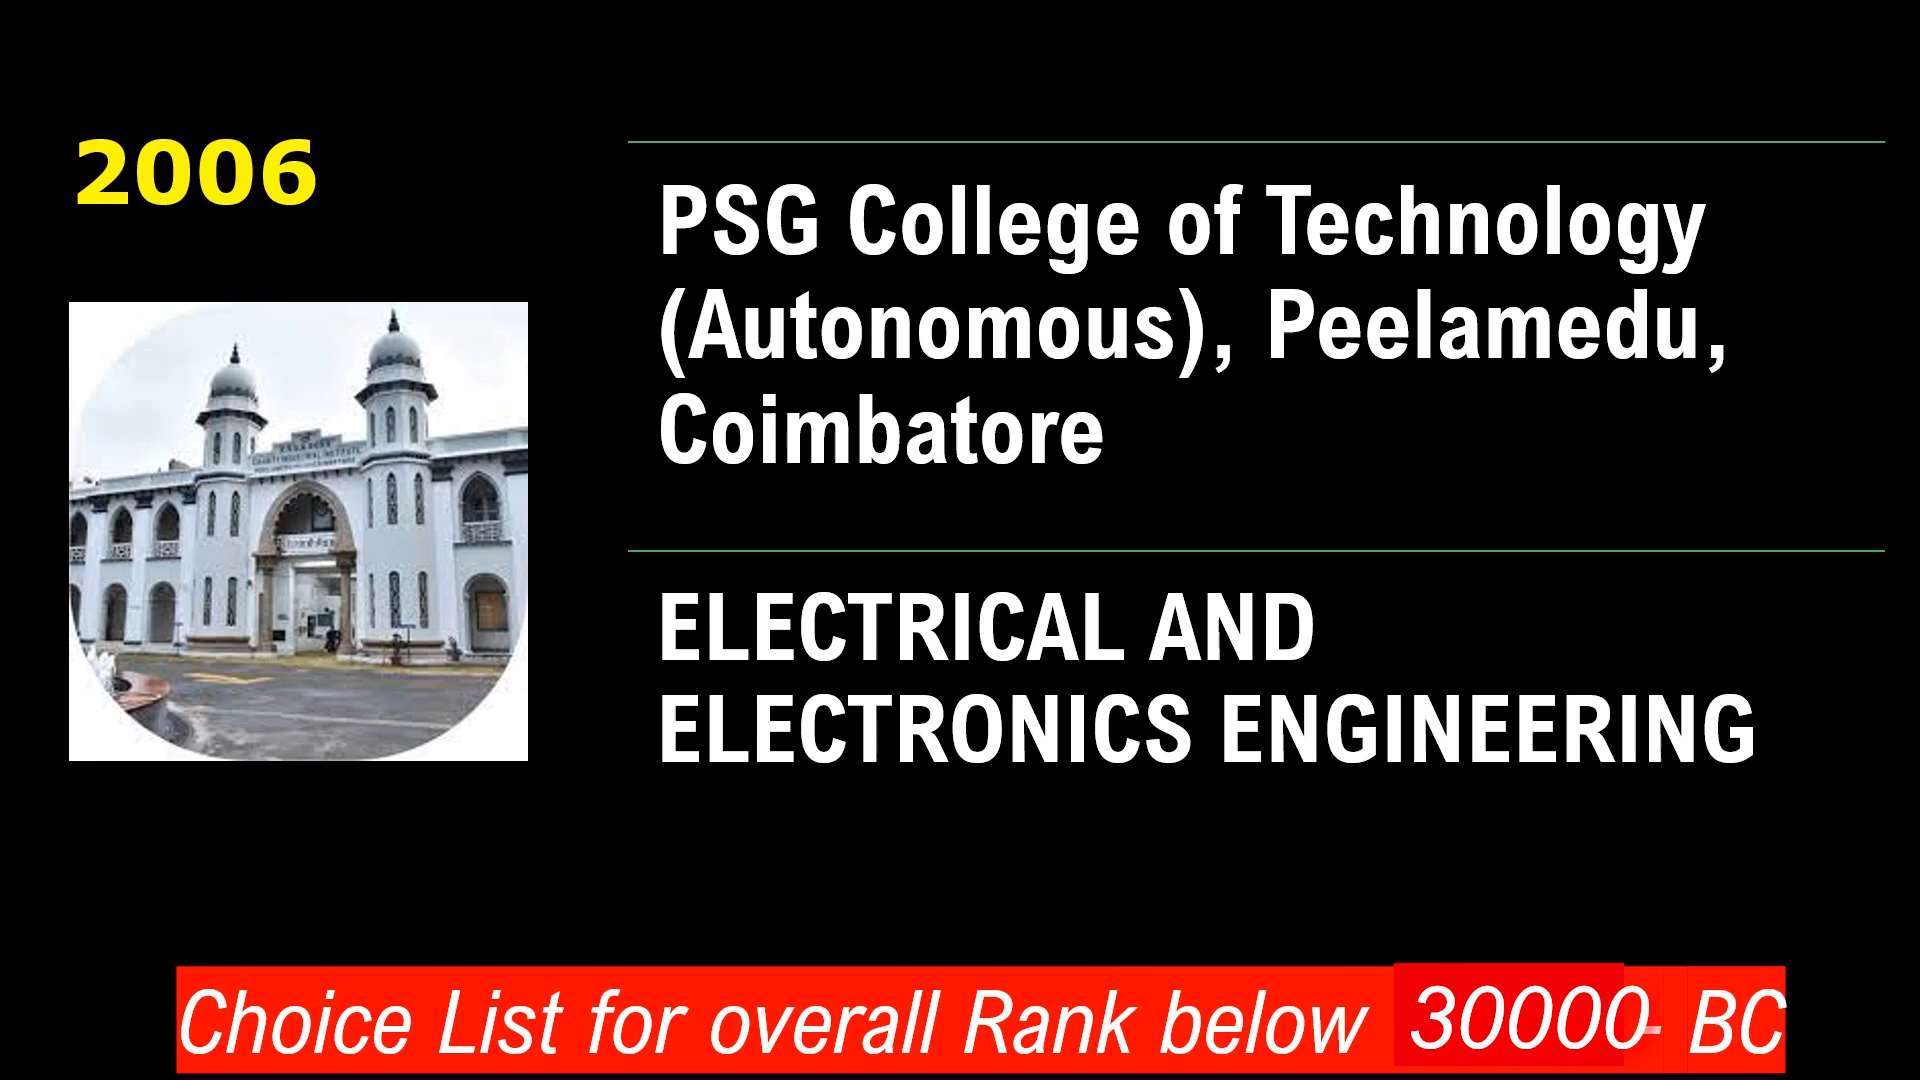 2006
PSG College of Technology
(Autonomous), Peelamedu,
Coimbatore
ELECTRICAL AND
ELECTRONICS ENGINEERING
Choice List for overall Rank below 30000- BC